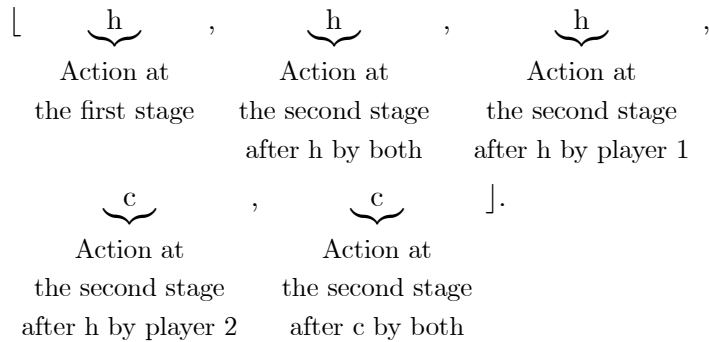 ⌊ h , h , h ,
Action at Action at Action at
the first stage the second stage the second stage
after h by both after h by player 1
c , c ⌋.
Action at Action at
the second stage the second stage
after h by player 2 after c by both